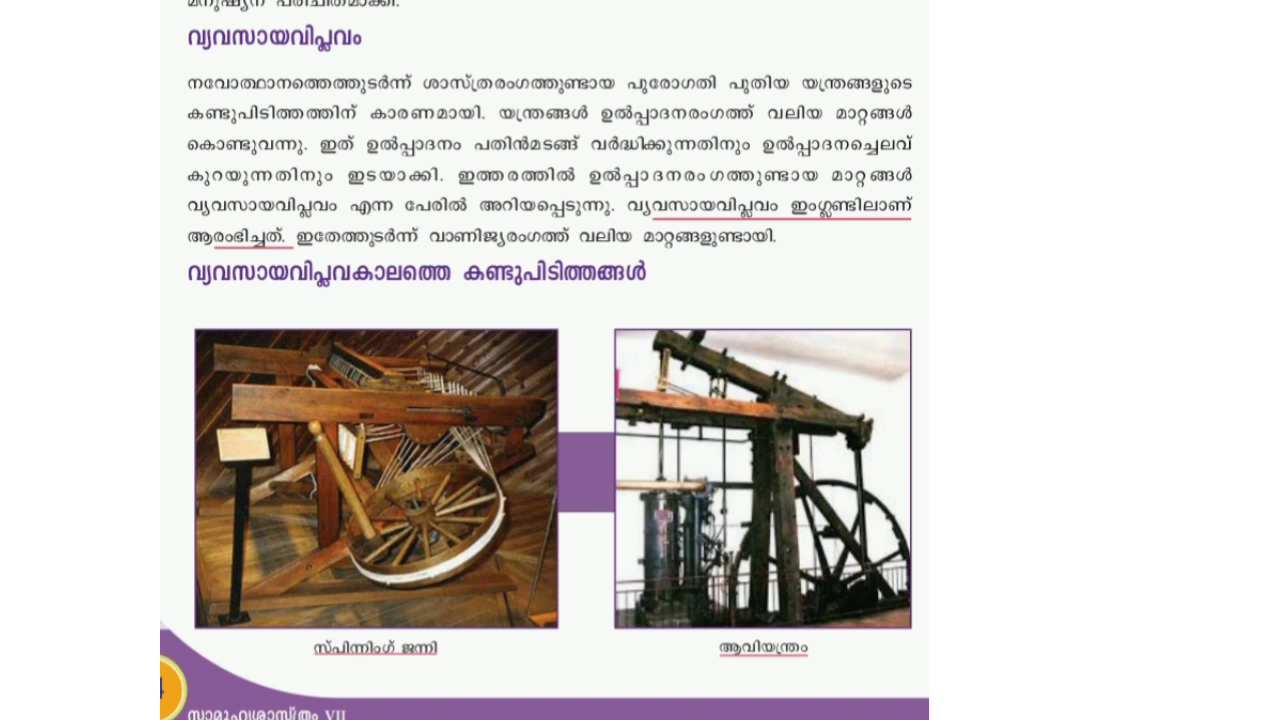 മനുഷ്യന് പരിചിതമാക്കി.
വ്യവസായവിപ്ലവം
നവോത്ഥാനത്തെത്തുടർന്ന് ശാസ്ത്രരംഗത്തുണ്ടായ പുരോഗതി പുതിയ യന്ത്രങ്ങളുടെ
കണ്ടുപിടിത്തത്തിന് കാരണമായി. യന്ത്രങ്ങൾ ഉൽപ്പാദനരംഗത്ത് വലിയ മാറ്റങ്ങൾ
കൊണ്ടുവന്നു. ഇത് ഉൽപ്പാദനം പതിൻമടങ്ങ് വർദ്ധിക്കുന്നതിനും ഉൽപ്പാദനച്ചെലവ്
കുറയുന്നതിനും ഇടയാക്കി. ഇത്തരത്തിൽ ഉൽപ്പാദനരംഗത്തുണ്ടായ മാറ്റങ്ങൾ
വ്യവസായവിപ്ലവം എന്ന പേരിൽ അറിയപ്പെടുന്നു. വ്യവസായവിപ്ലവം ഇംഗ്ലണ്ടിലാണ്
ആരംഭിച്ചത്. ഇതേത്തുടർന്ന് വാണിജ്യരംഗത്ത് വലിയ മാറ്റങ്ങളുണ്ടായി.
വ്യവസായവിപ്ലവകാലത്തെ കണ്ടുപിടിത്തങ്ങൾ
സ്പിന്നിംഗ് ജന്നി
ആവിയന്ത്രം
സാമൂഹ്യശാസ്ത്രം VII